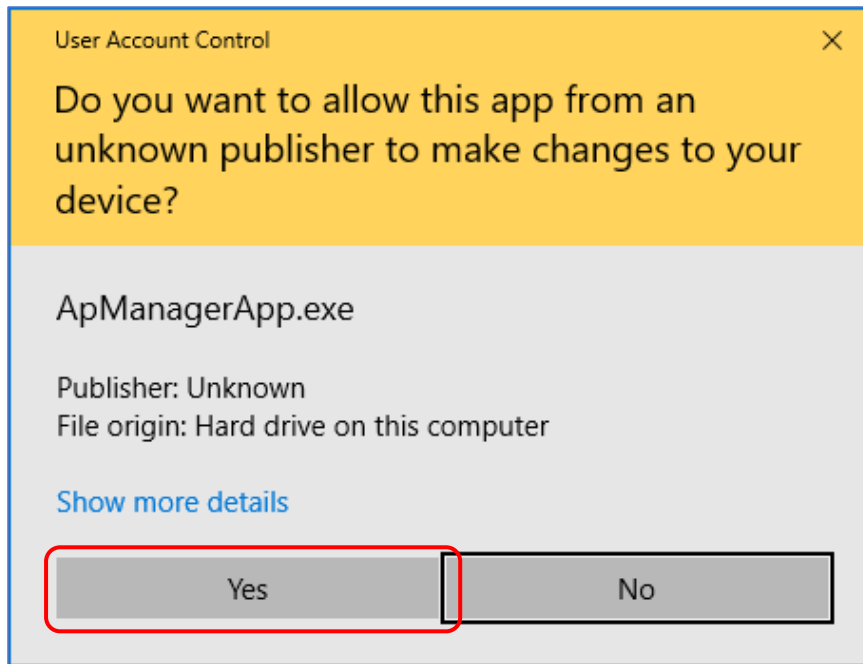 User Account Control
Do you want to allow this app from an
unknown publisher to make changes to your
device?
ApManagerApp.exe
Publisher: Unknown
File origin: Hard drive on this computer
Show more details
Yes
No